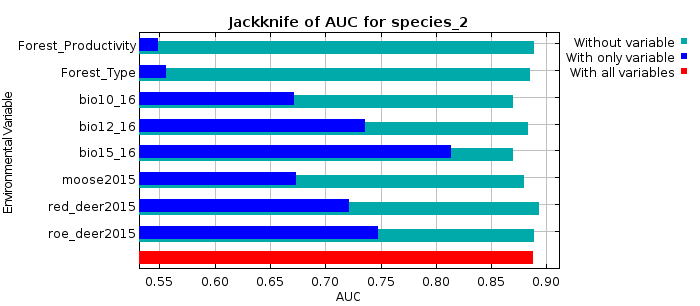 Jackknife of AUC for species_2
Environmental Variable
Forest_Productivity
Forest_Type
bio10_16
bio12_16
bio15_16
moose2015
red_deer2015
roe_deer2015
0.55 0.60 0.65 0.70 0.75 0.80 0.85 0.90
AUC
Without variable
With only variable
With all variables